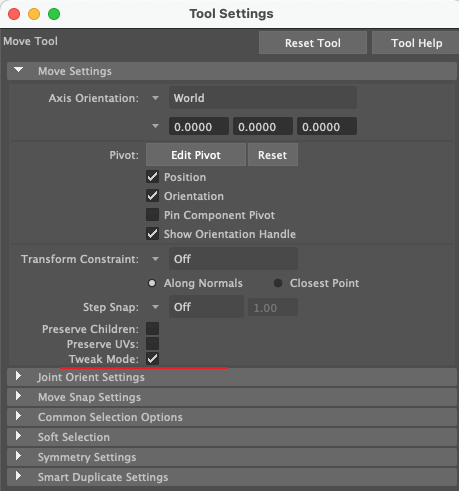 Tool Settings
Move Tool Reset Tool Tool Help
Move Settings
Axis Orientation: World
0.0000 0.0000 0.0000
Pivot: Edit Pivot Reset
Position
Orientation
Pin Component Pivot
Show Orientation Handle
Transform Constraint: Off
Along Normals Closest Point
Step Snap: Off 1.00
Preserve Children:
Preserve UVs:
Tweak Mode:
Joint Orient Settings
Move Snap Settings
Common Selection Options
Soft Selection
Symmetry Settings
Smart Duplicate Settings